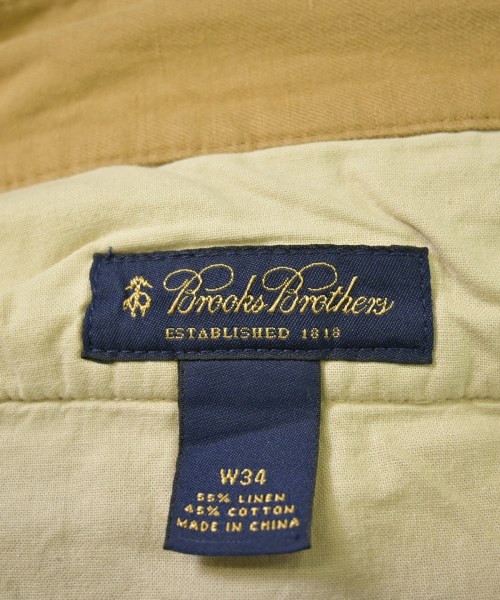 Brooks Brothers
ESTABLISHED 1818
W34
55% LINEN
45% COTTON
MADE IN CHINA